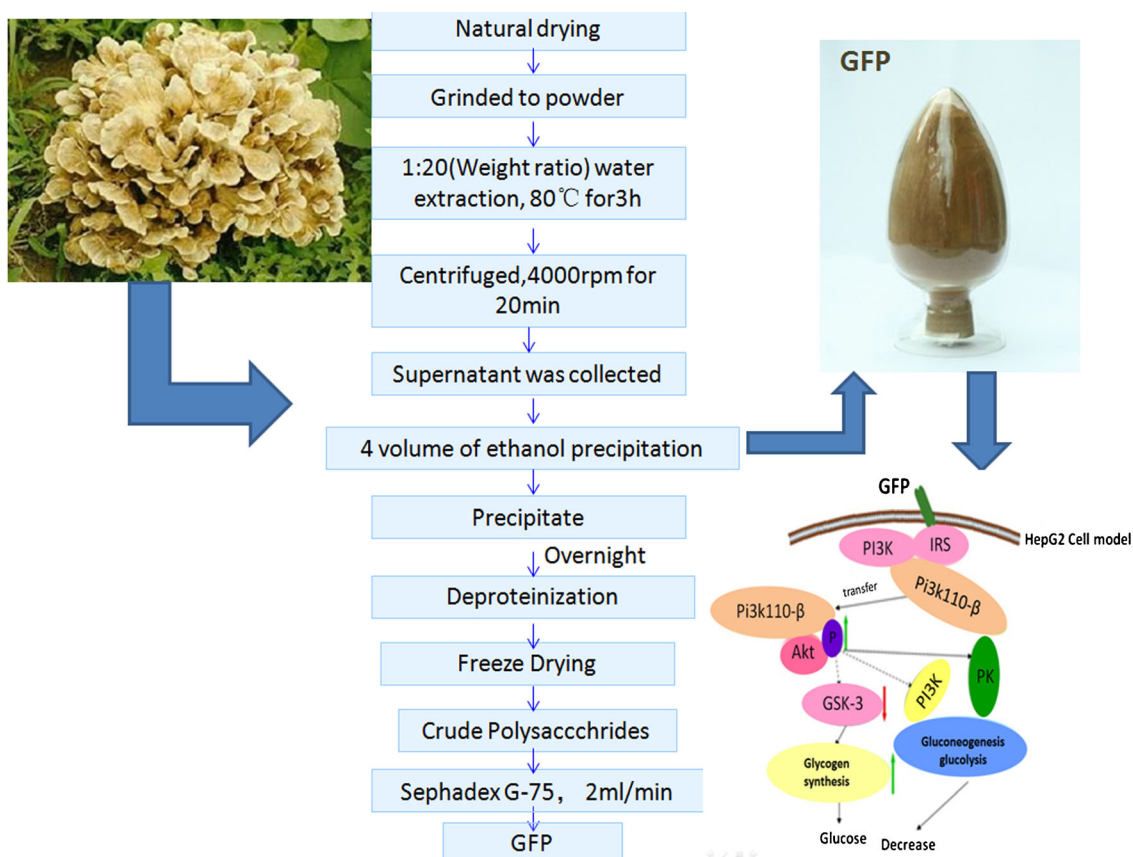 Natural drying
Grinded to powder
1:20(Weight ratio) water
extraction, 80℃ for3h
Centrifuged,4000rpm for
20min
Supernatant was collected
4 volume of ethanol precipitation
Precipitate
Overnight
Deproteinization
Freeze Drying
Crude Polysaccchrides
Sephadex G-75， 2ml/min
GFP
GFP
GFP
HepG2 Cell model
PI3K
IRS
Pi3k110-β
transfer
Pi3k110-β
P
Akt
PI3K
PK
GSK-3
Gluconeogenesis
glucolysis
Glycogen
synthesis
Glucose
Decrease